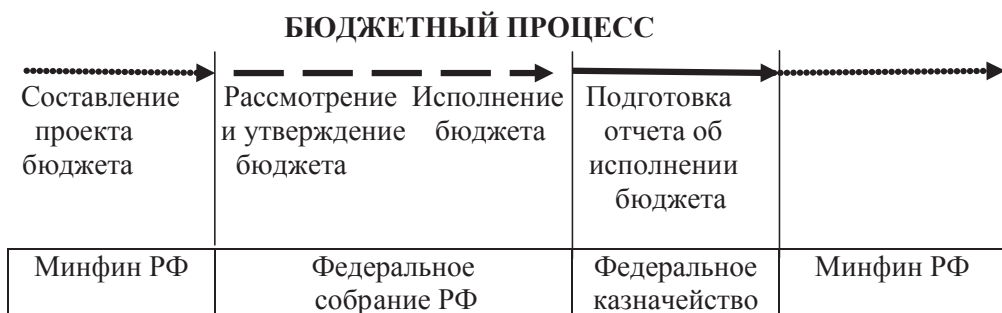 БЮДЖЕТНЫЙ ПРОЦЕСС
Составление
проекта
бюджета
Рассмотрение
и утверждение
бюджета
Исполнение
бюджета
Подготовка
отчета об
исполнении
бюджета
Минфин РФ
Федеральное
собрание РФ
Федеральное
казначейство
Минфин РФ